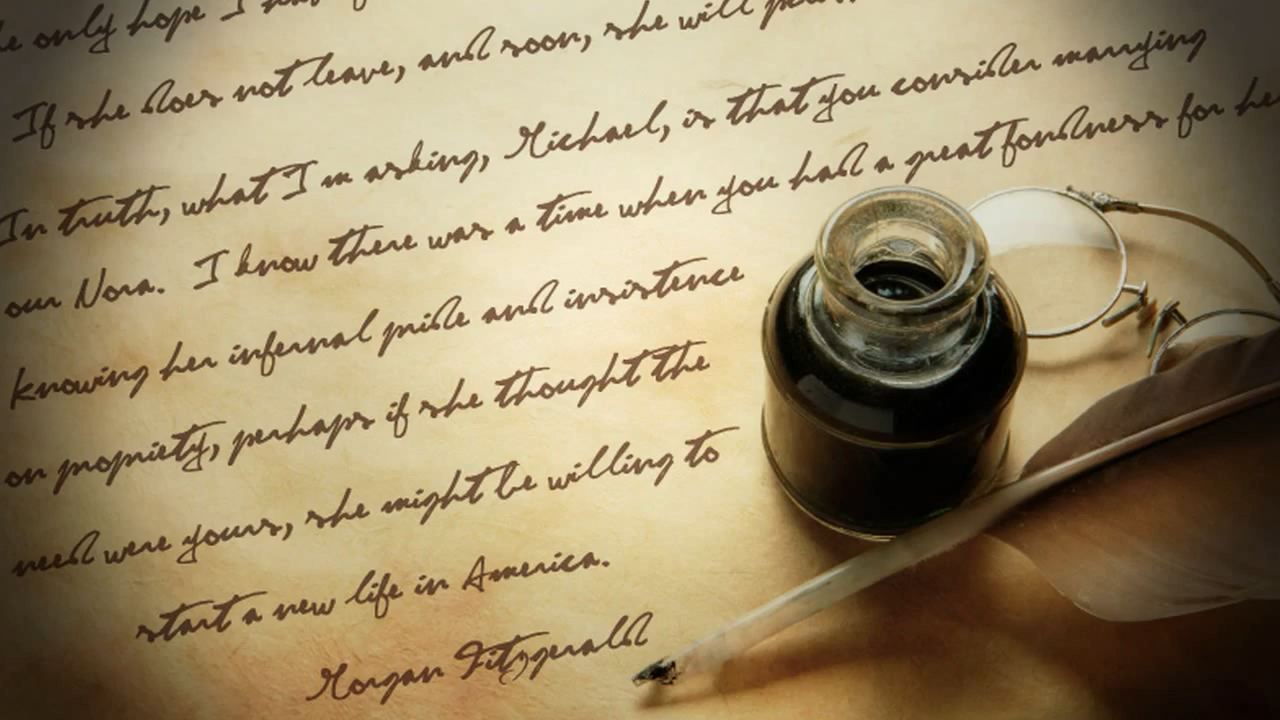 only hope I
If she does not leave, and soon, she will
In truth, what I'm asking, Michael, is that you consider marrying
our Nora. I know there was a time when you had a great fondness for
knowing her infernal pride and insistence
on propriety, perhaps if she thought the
need were yours, she might be willing to
start a new life in America.
Morgan Fitzgerald